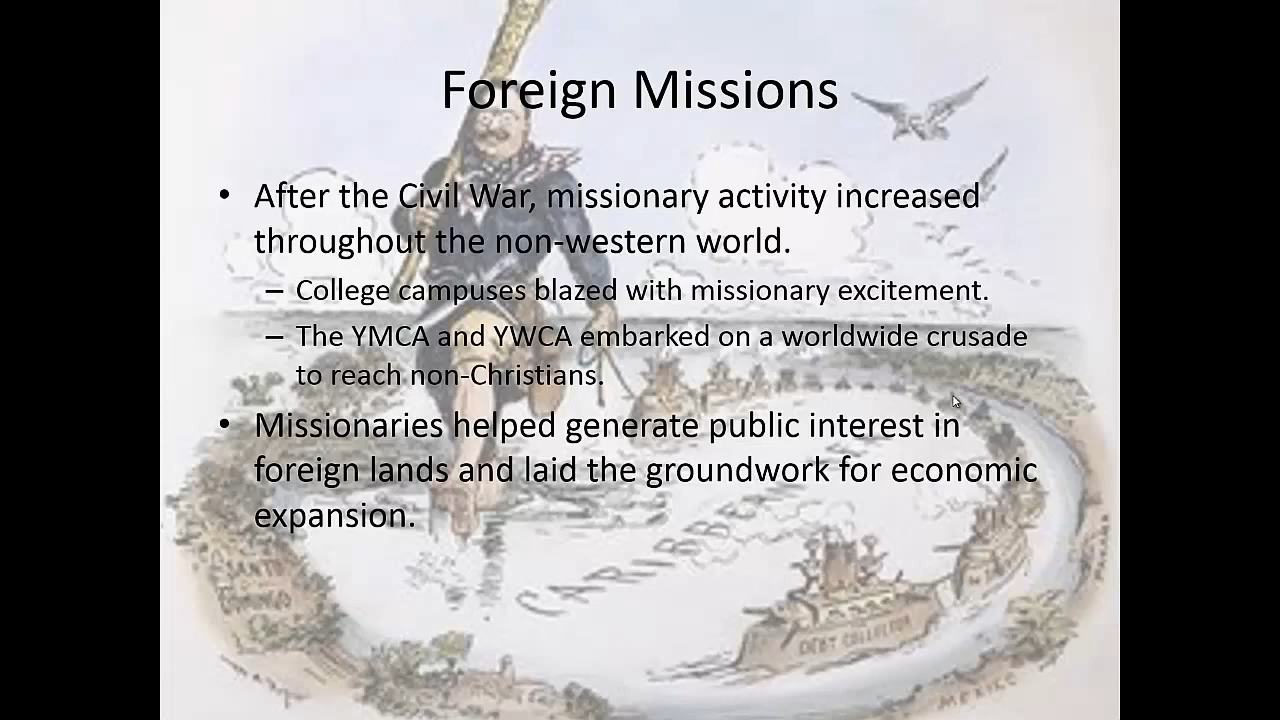 Foreign Missions
• After the Civil War, missionary activity increased
throughout the non-western world.
– College campuses blazed with missionary excitement.
– The YMCA and YWCA embarked on a worldwide crusade
to reach non-Christians.
• Missionaries helped generate public interest in
foreign lands and laid the groundwork for economic
expansion.
CARIBBEAN
SANTO
DOMINGO
DEBT COLLECTOR
MEXICO